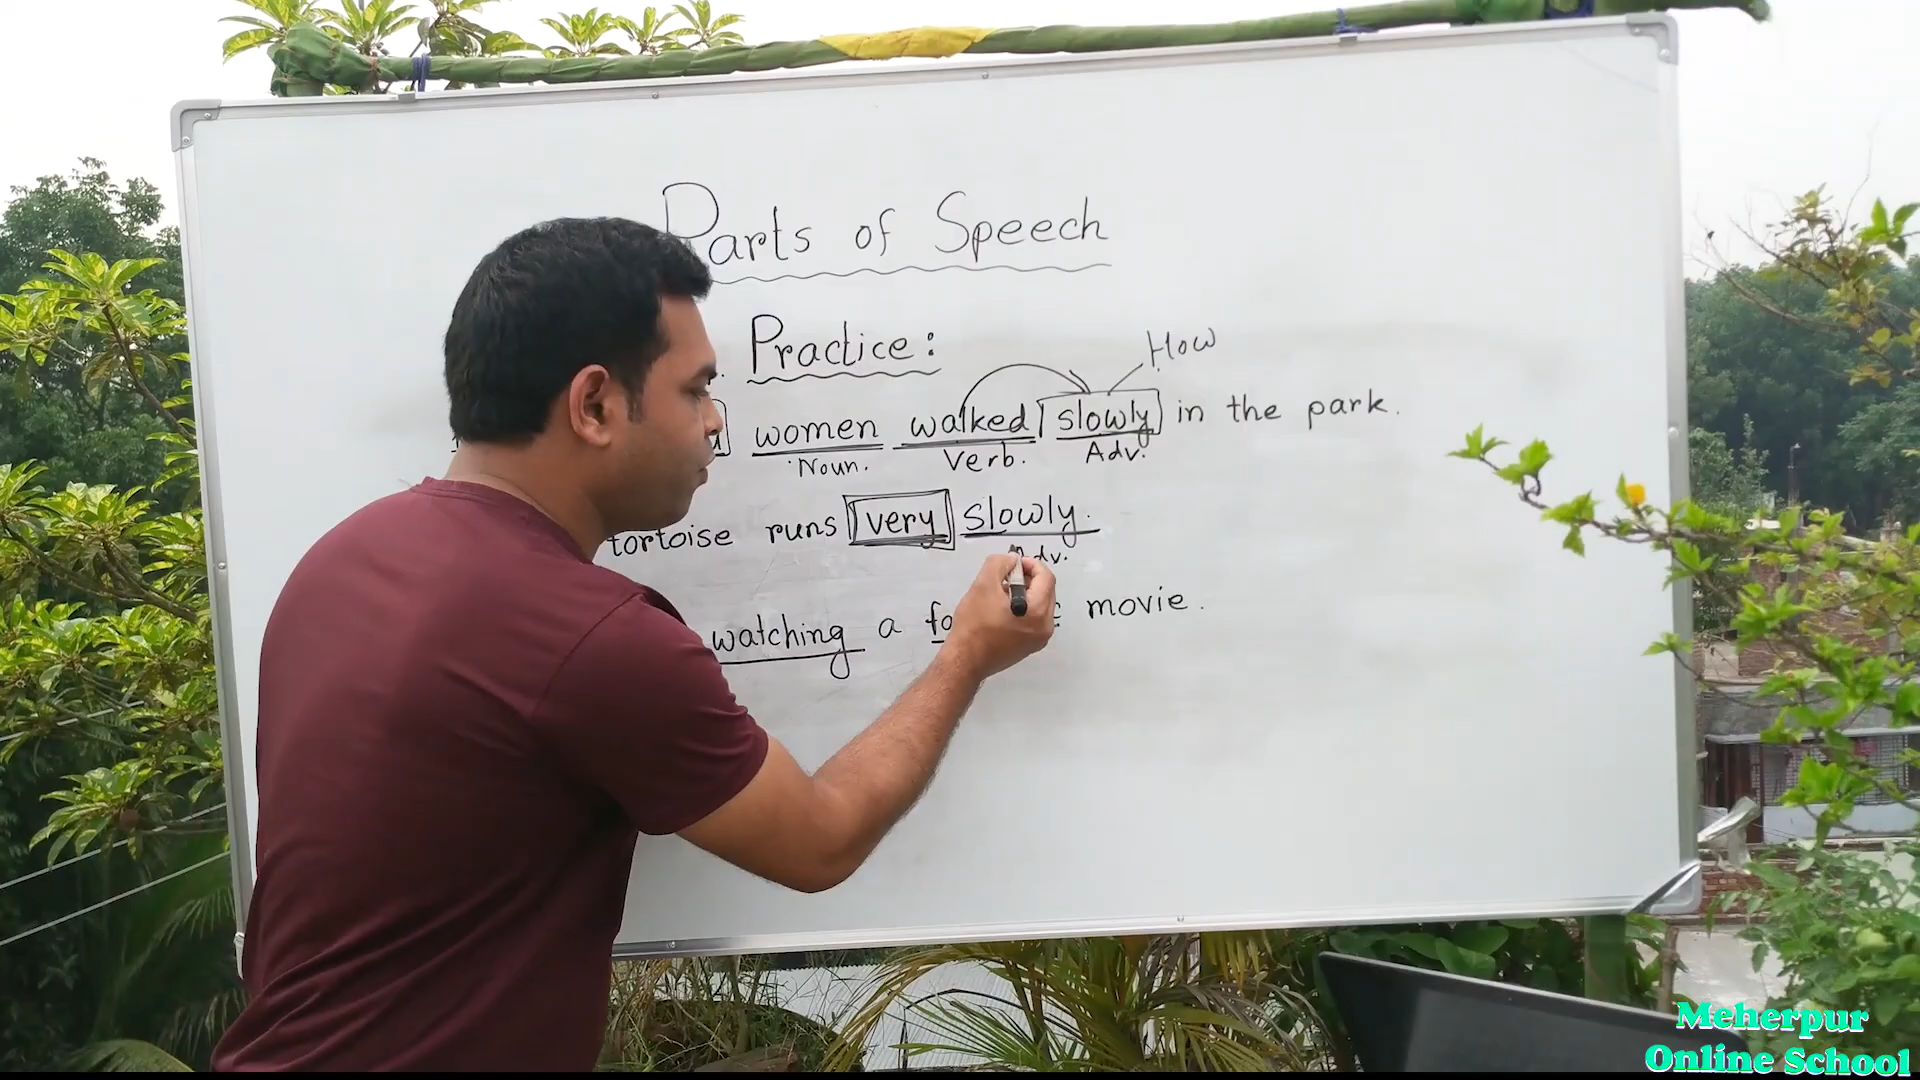 Parts of Speech
Practice:
How
women walked slowly in the park.
Noun. Verb. Adv.
tortoise runs very slowly.
Adv.
watching a movie.
Meherpur
Online School